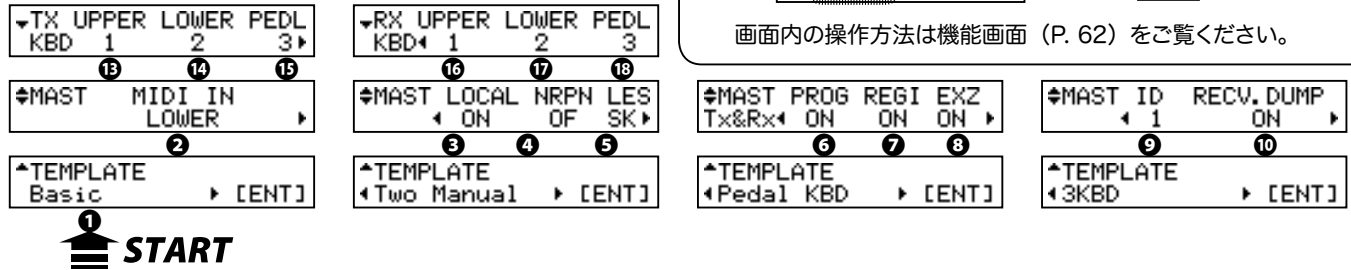 TX UPPER LOWER PEDL
KBD 1 2 3
⓭ ⓮ ⓯
RX UPPER LOWER PEDL
KBD 1 2 3
⓰ ⓱ ⓲
画面内の操作方法は機能画面（P. 62）をご覧ください。
MAST MIDI IN
LOWER
❷
MAST LOCAL NRPN LES
ON OF SK
❸ ❹ ❺
MAST PROG REGI EXZ
Tx&Rx ON ON ON
❻ ❼ ❽
MAST ID RECV.DUMP
1 ON
❾ ❿
TEMPLATE
Basic [ENT]
❶
TEMPLATE
Two Manual [ENT]
TEMPLATE
Pedal KBD [ENT]
TEMPLATE
3KBD [ENT]
START